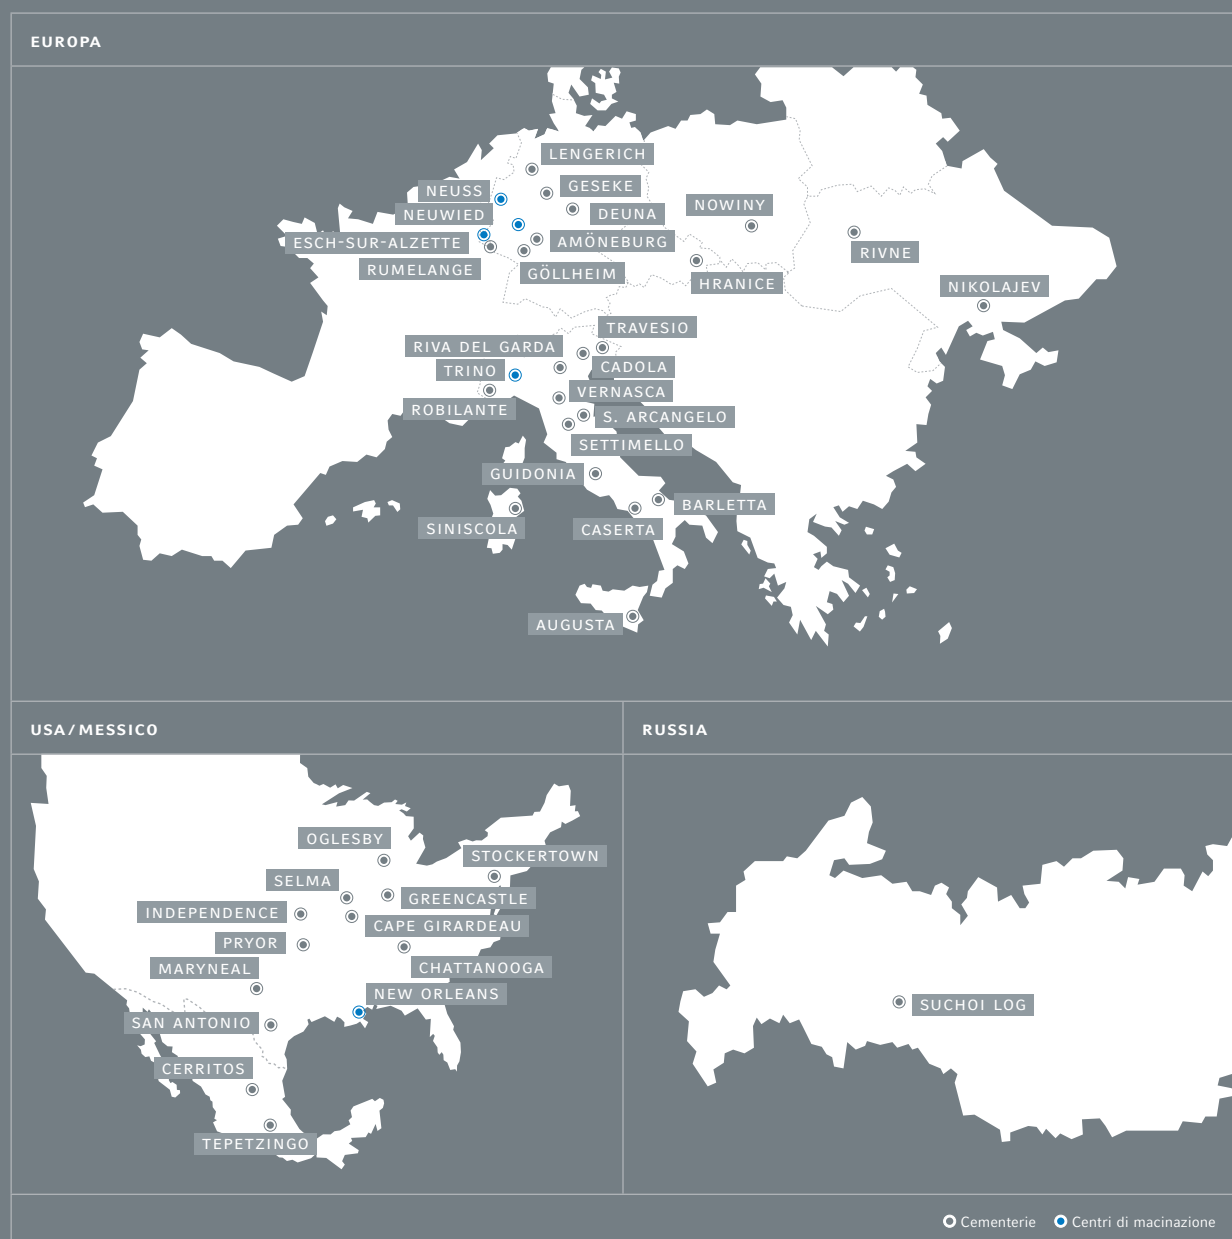 EUROPA
LENGERICH
GESEKE
NEUSS
NOWINY
DEUNA
NEUWIED
AMÖNEBURG
ESCH-SUR-ALZETTE
RIVNE
RUMELANGE
GÖLLHEIM
HRANICE
NIKOLAJEV
TRAVESIO
RIVA DEL GARDA
CADOLA
TRINO
VERNASCA
ROBILANTE
S. ARCANGELO
SETTIMELLO
GUIDONIA
BARLETTA
SINISCOLA
CASERTA
AUGUSTA
USA/MESSICO
OGLESBY
STOCKERTOWN
SELMA
GREENCASTLE
INDEPENDENCE
CAPE GIRARDEAU
PRYOR
MARYNEAL
CHATTANOOGA
NEW ORLEANS
SAN ANTONIO
CERRITOS
TEPETZINGO
RUSSIA
SUCHOI LOG
Cementerie
Centri di macinazione